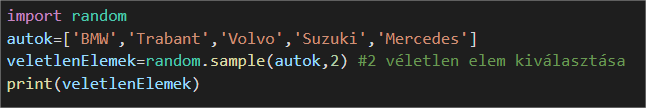 import random
autok=['BMW','Trabant','Volvo','Suzuki','Mercedes']
veletlenElemek=random.sample(autok,2) #2 véletlen elem kiválasztása
print(veletlenElemek)